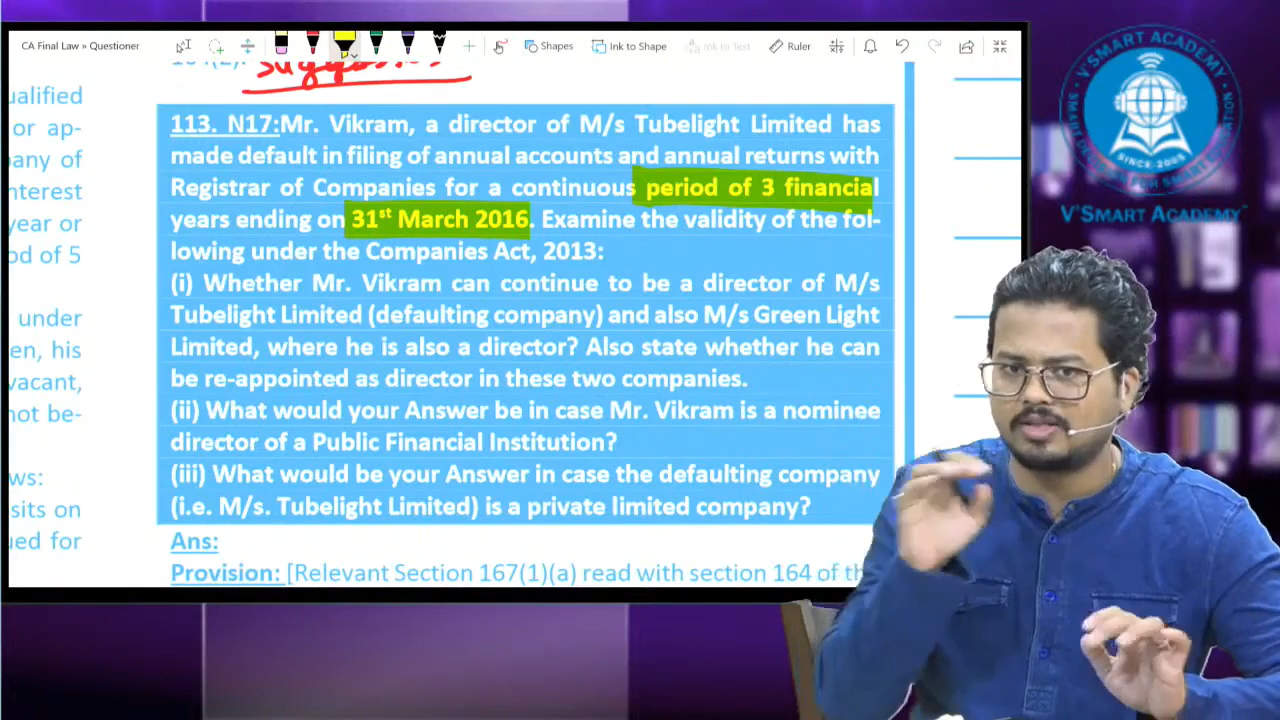 CA Final Law » Questioner
Shapes
Ink to Shape
Ink to Text
Ruler
ualified
or ap-
pany of
nterest
year or
od of 5
under
en, his
vacant,
not be-
ws:
sits on
ued for
113. N17:Mr. Vikram, a director of M/s Tubelight Limited has
made default in filing of annual accounts and annual returns with
Registrar of Companies for a continuous period of 3 financial
years ending on 31st March 2016. Examine the validity of the fol-
lowing under the Companies Act, 2013:
(i) Whether Mr. Vikram can continue to be a director of M/s
Tubelight Limited (defaulting company) and also M/s Green Light
Limited, where he is also a director? Also state whether he can
be re-appointed as director in these two companies.
(ii) What would your Answer be in case Mr. Vikram is a nominee
director of a Public Financial Institution?
(iii) What would be your Answer in case the defaulting company
(i.e. M/s. Tubelight Limited) is a private limited company?
Ans:
Provision: [Relevant Section 167(1)(a) read with section 164 of th
V'SMART ACADEMY
SINCE 2005
V'SMART ACADEMY